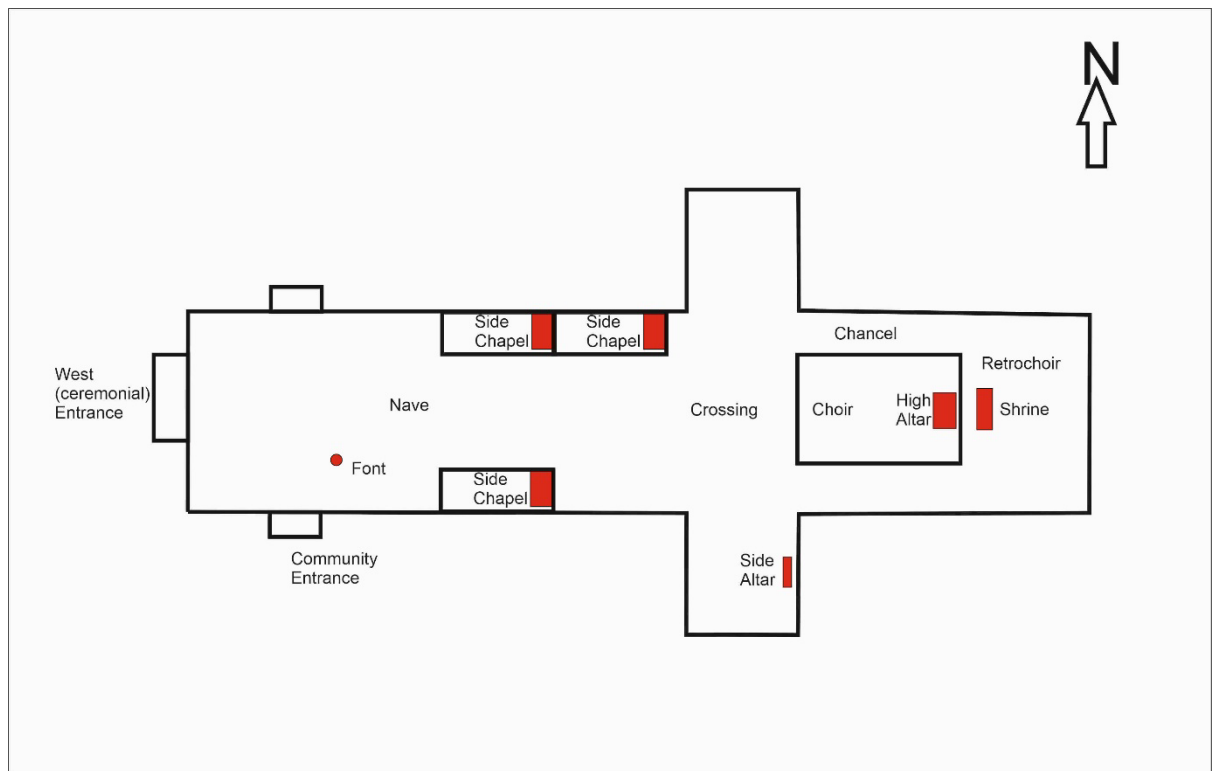 N
Side
Chapel
Side
Chapel
Chancel
Retrochoir
West
(ceremonial)
Entrance
Nave
Crossing
Choir
High
Altar
Shrine
Font
Side
Chapel
Community
Entrance
Side
Altar